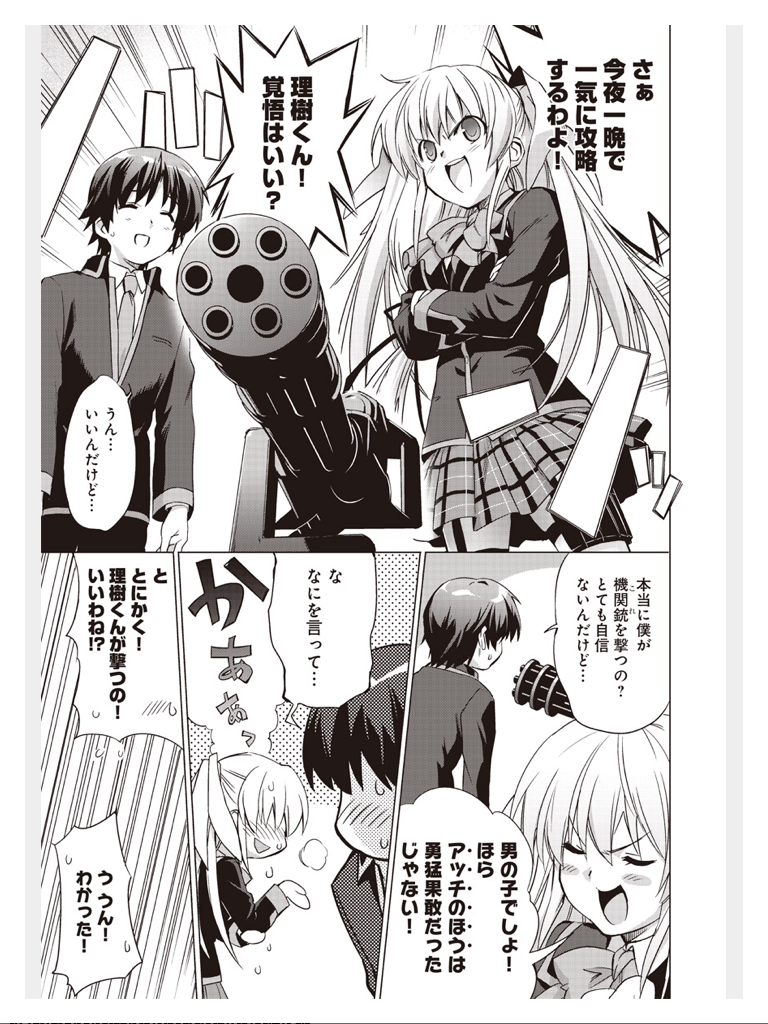 さぁ
今夜一晩で
一気に攻略
するわよ！
理樹くん！
覚悟はいい？
うん…
いいんだけど…
本当に僕が
機関銃を撃つの？
これ
とても自信
ないんだけど…
男の子でしょ！
ほら
アッチのほうは
勇猛果敢だった
じゃない！
な
なにを言って…
かあぁぁっ
と
とにかく！
理樹くんが撃つの！
いいわね！？
う うん！
わかった！